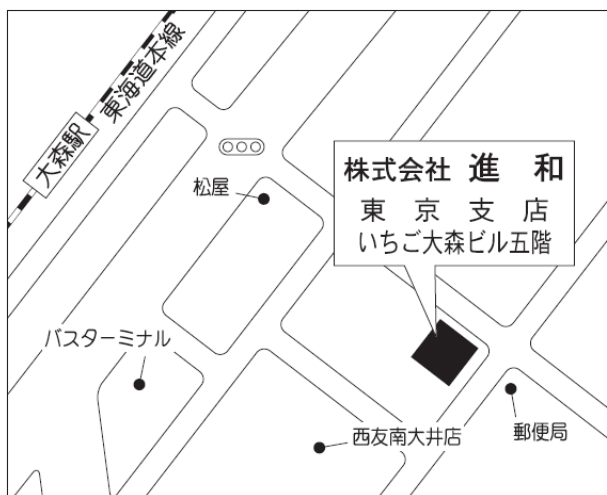 東海道本線
大森駅
松屋
株式会社 進 和
東 京 支 店
いちご大森ビル五階
バスターミナル
西友南大井店
郵便局